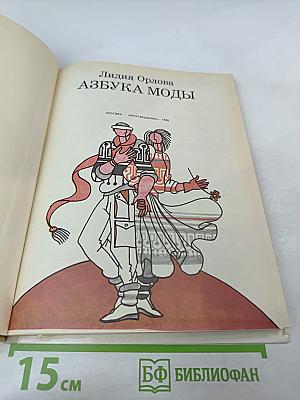 Лидия Орлова
АЗБУКА МОДЫ
МОСКВА «ПРОСВЕЩЕНИЕ»
15 см
БФ БИБЛИОФАН